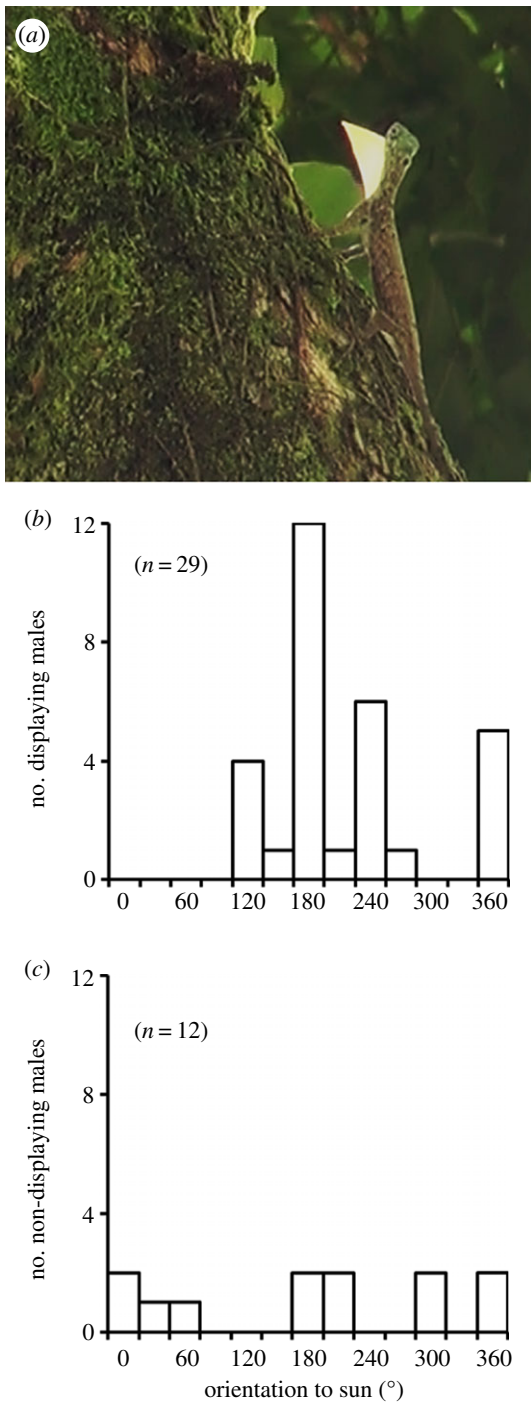 (a)
(b)
12
(n = 29)
8
no. displaying males
4
0
0 60 120 180 240 300 360
(c)
12
(n = 12)
8
no. non-displaying males
4
0
0 60 120 180 240 300 360
orientation to sun (°)